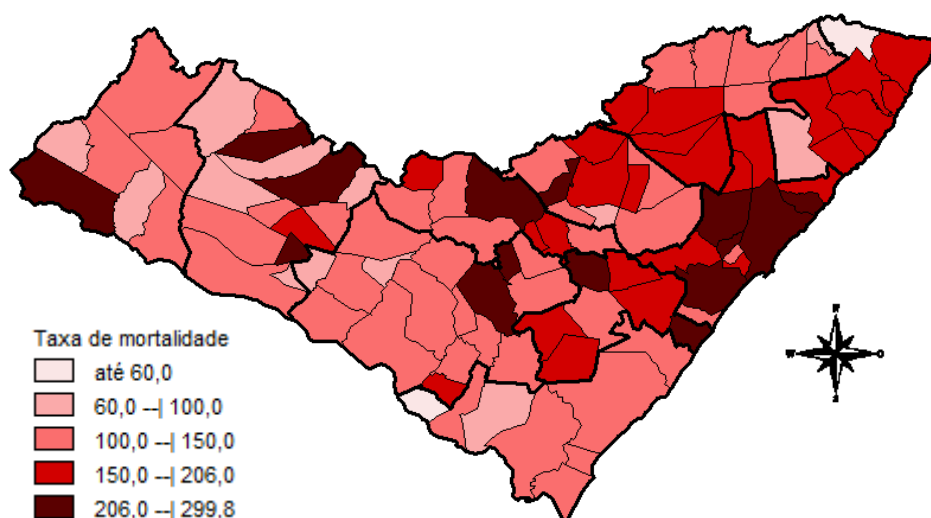 Taxa de mortalidade
até 60,0
60,0 --| 100,0
100,0 --| 150,0
150,0 --| 206,0
206,0 --| 299,8